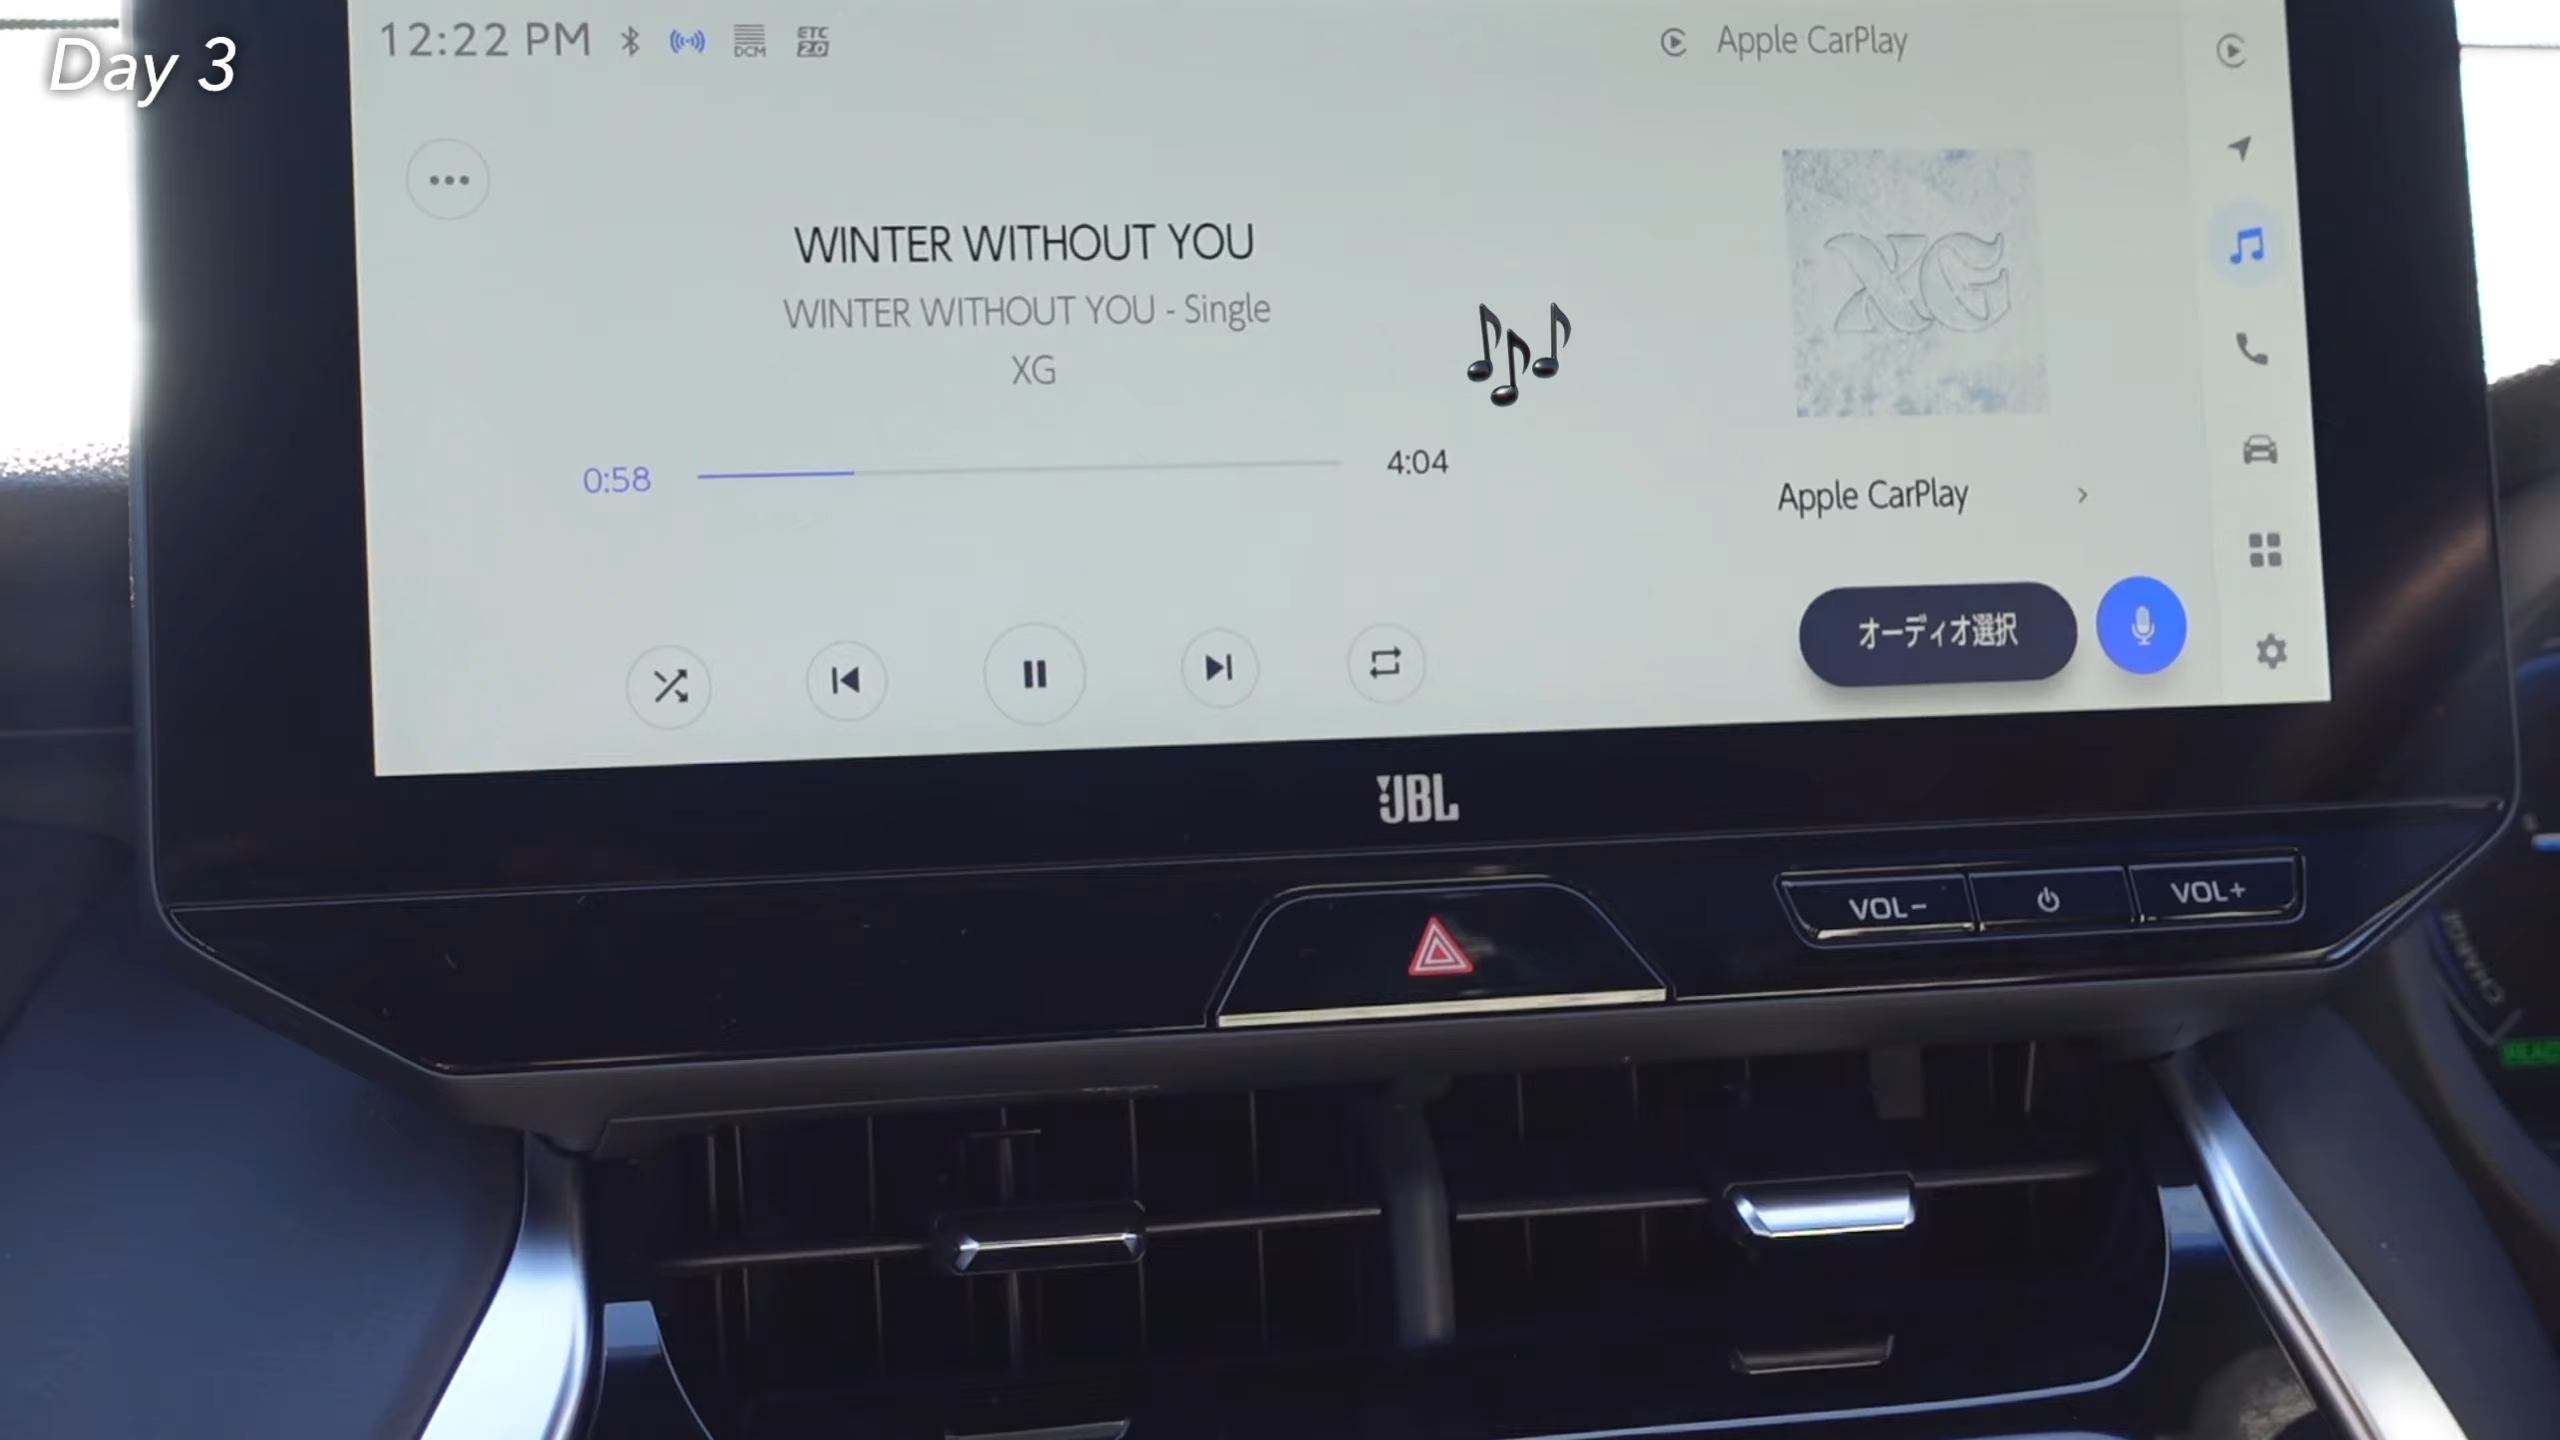 Day 3
12:22 PM
DCM
ETC
2.0
Apple CarPlay
WINTER WITHOUT YOU
WINTER WITHOUT YOU - Single
XG
0:58
4:04
XG
Apple CarPlay
オーディオ選択
JBL
VOL-
VOL+